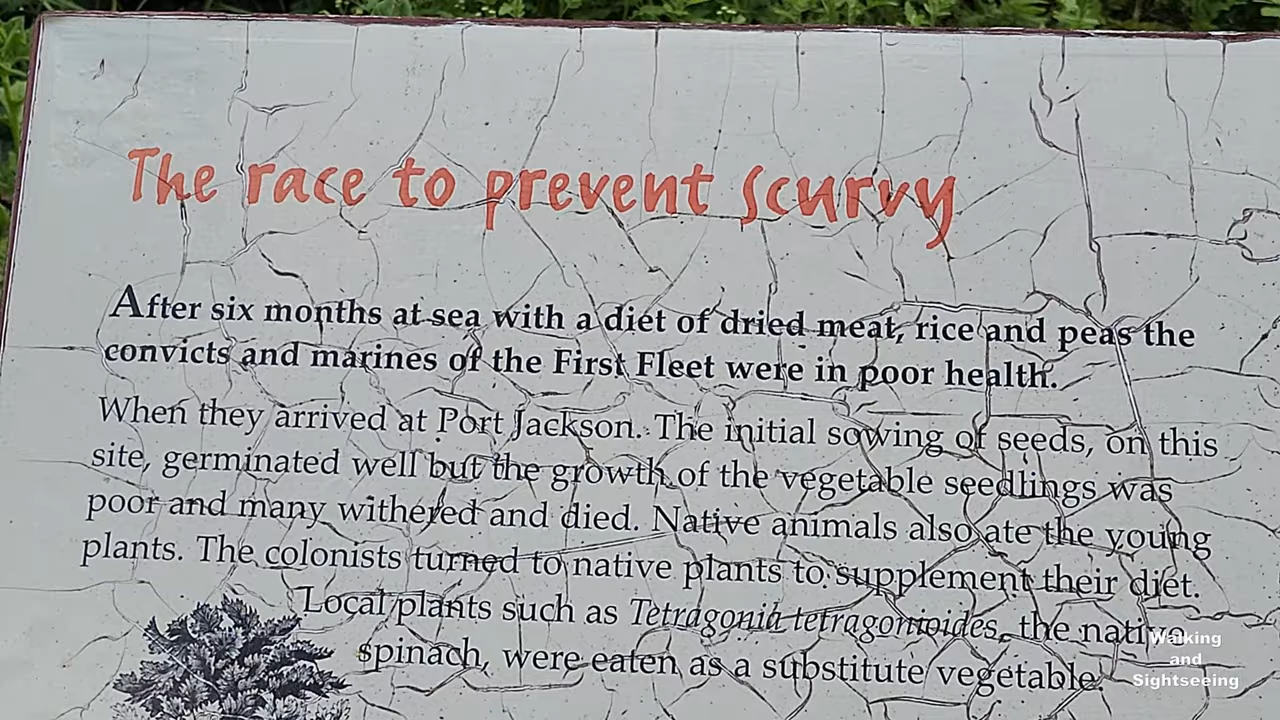 The race to prevent scurvy
After six months at sea with a diet of dried meat, rice and peas the
convicts and marines of the First Fleet were in poor health.
When they arrived at Port Jackson. The initial sowing of seeds, on this
site, germinated well but the growth of the vegetable seedlings was
poor and many withered and died. Native animals also ate the young
plants. The colonists turned to native plants to supplement their diet.
Local plants such as Tetragonia tetragonioides, the native
spinach, were eaten as a substitute vegetable.
Walking
and
Sightseeing